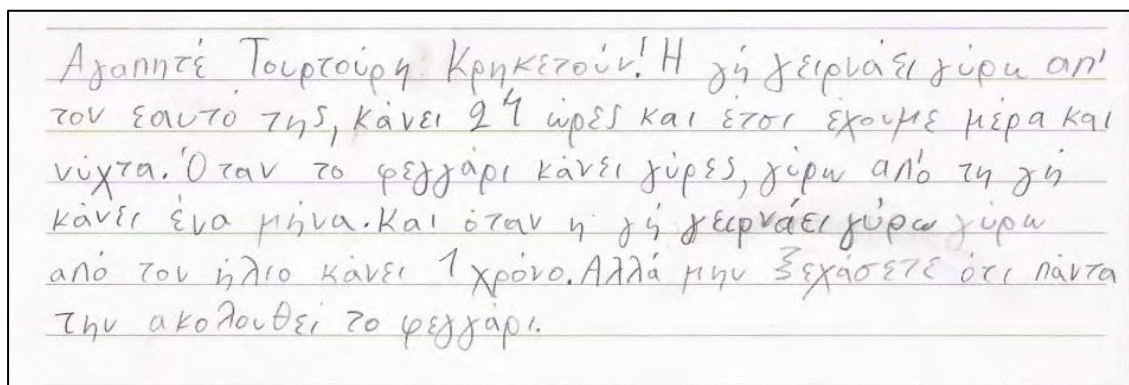 Αγαπητέ Τουρτούρη Κρηκετούν! Η γή γειρνάει γύρω απ'
τον εαυτό της, κάνει 24 ώρες και έτσι έχουμε μέρα και
νύχτα. Όταν το φεγγάρι κάνει γύρες, γύρω από τη γή
κάνει ένα μήνα. Και όταν η γή γειρνάει γύρω γύρω
από τον ήλιο κάνει 1 χρόνο. Αλλά μην ξεχάσετε ότι πάντα
την ακολουθεί το φεγγάρι.